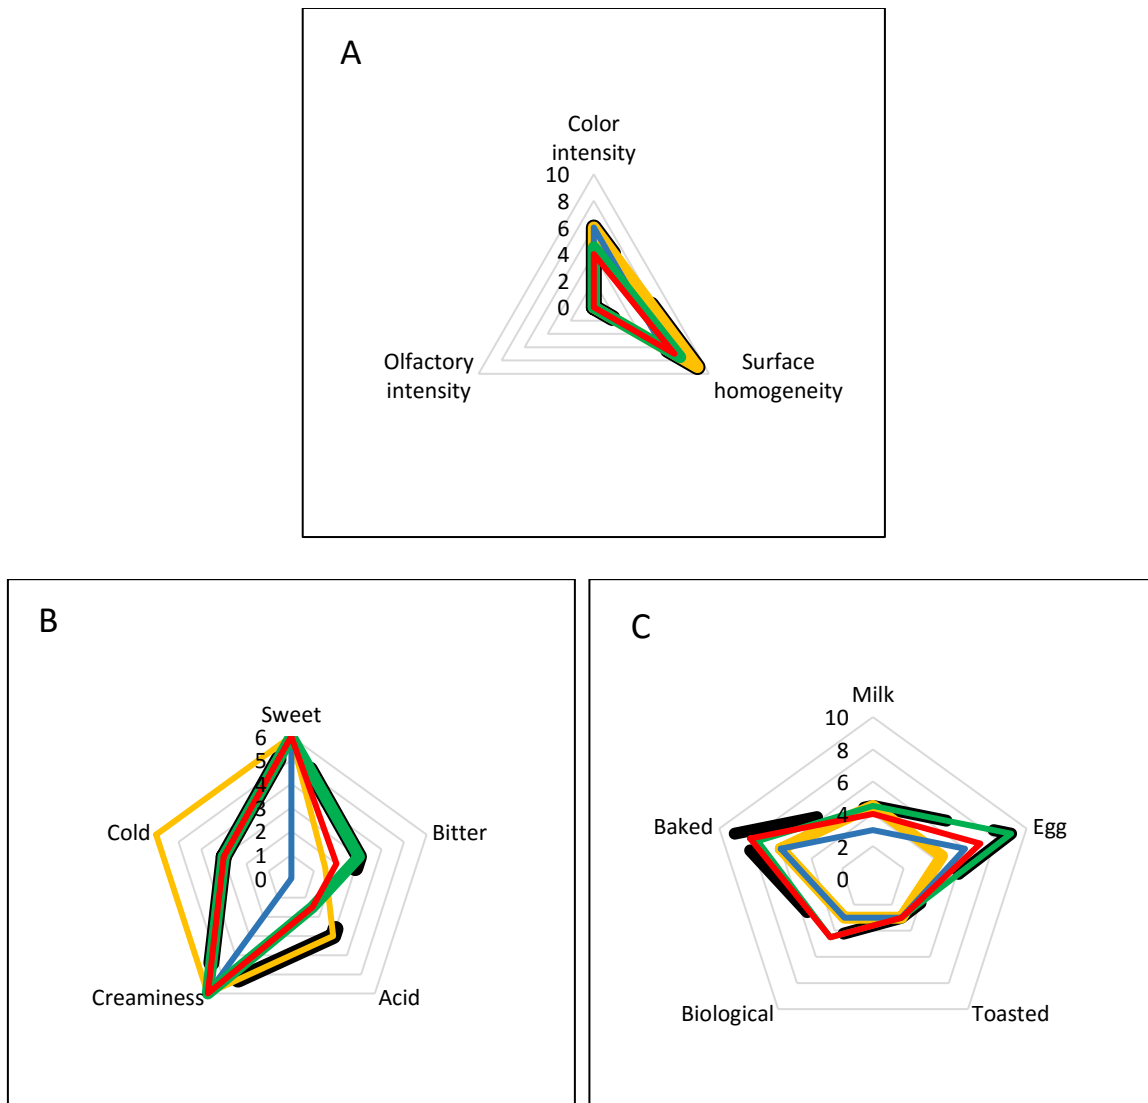 A
Color
intensity
10
8
6
4
2
0
Olfactory
intensity
Surface
homogeneity
B
Sweet
6
5
4
3
2
1
0
Cold
Bitter
Creaminess
Acid
C
Milk
10
8
6
4
2
0
Baked
Egg
Biological
Toasted